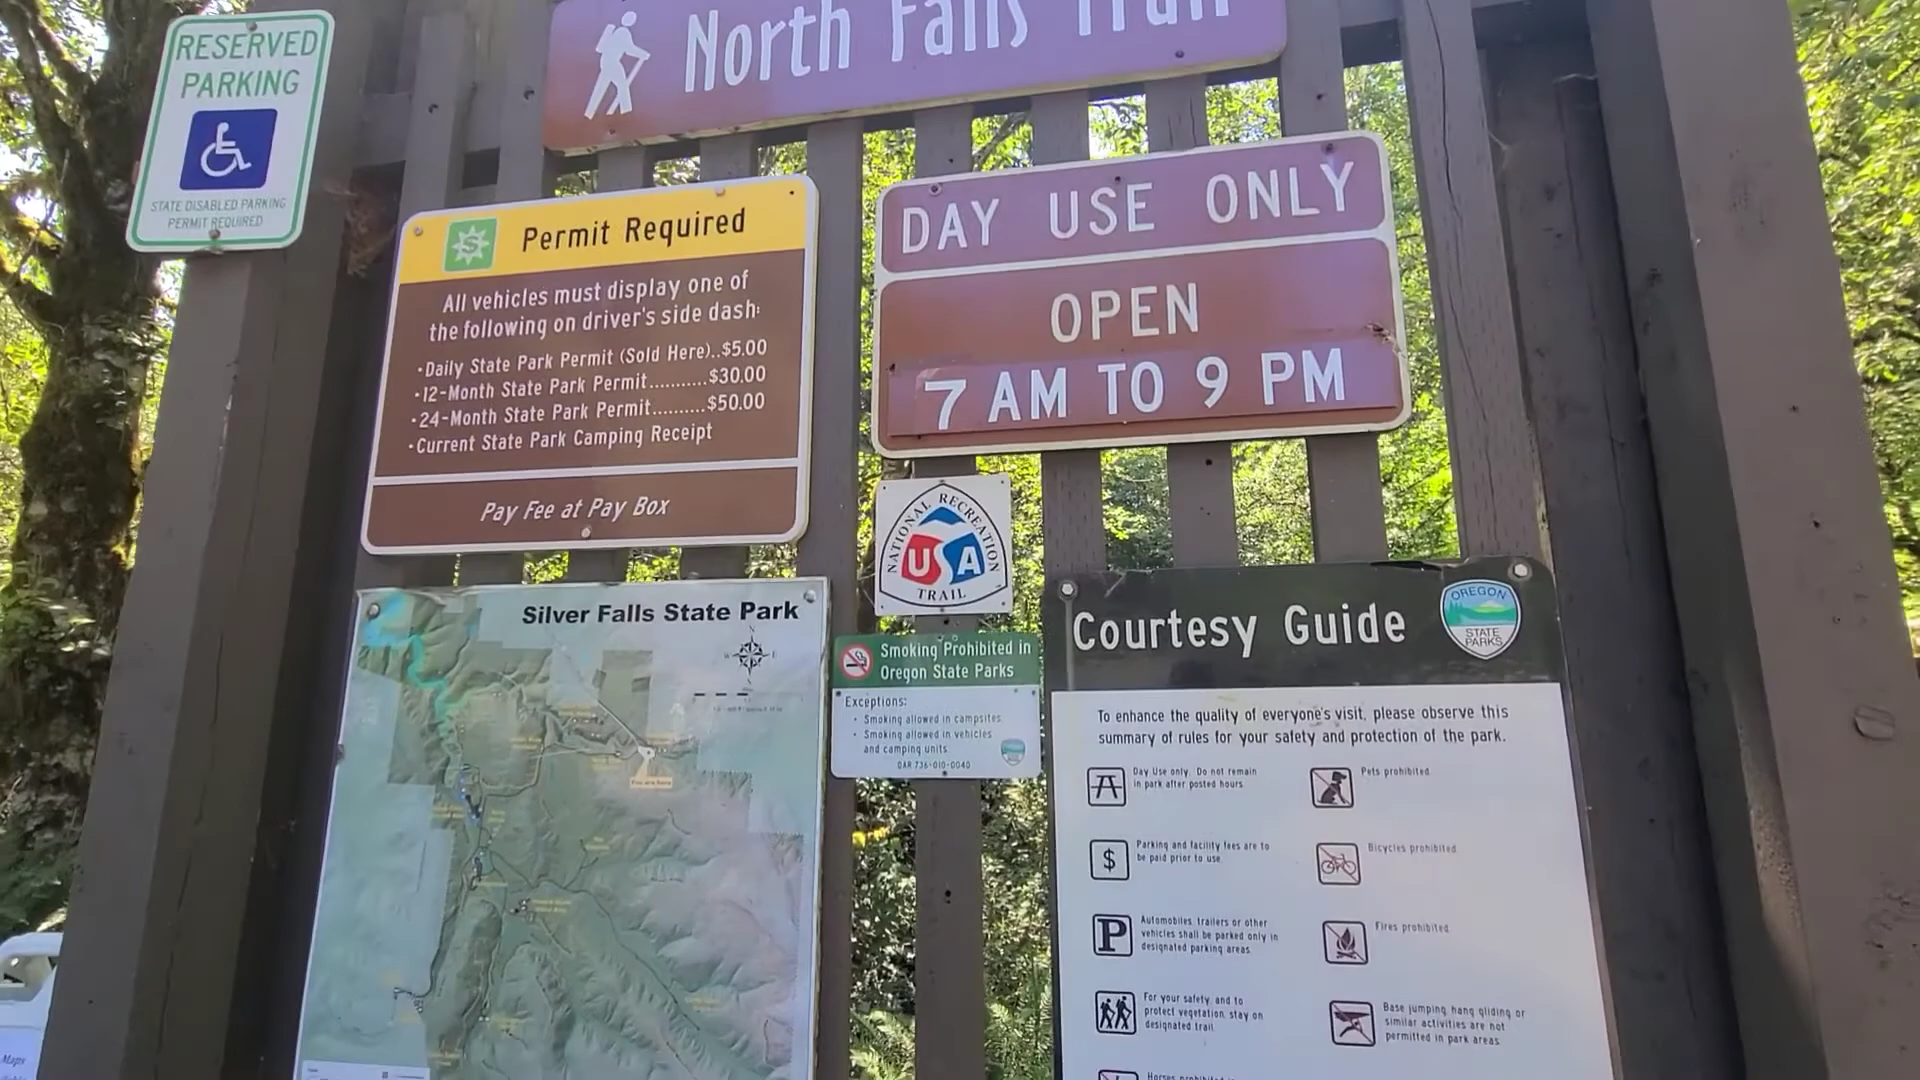 RESERVED
PARKING
STATE DISABLED PARKING
PERMIT REQUIRED
North Falls Trail
Permit Required
All vehicles must display one of
the following on driver's side dash:
•Daily State Park Permit (Sold Here)..$5.00
•12-Month State Park Permit..........$30.00
•24-Month State Park Permit.........$50.00
•Current State Park Camping Receipt
Pay Fee at Pay Box
DAY USE ONLY
OPEN
7 AM TO 9 PM
NATIONAL RECREATION
USA
TRAIL
Silver Falls State Park
N
W
E
You are here
Smoking Prohibited in
Oregon State Parks
Exceptions:
• Smoking allowed in campsites.
• Smoking allowed in vehicles
and camping units.
OAR 736-010-0040
Courtesy Guide
OREGON
STATE
PARKS
To enhance the quality of everyone's visit, please observe this
summary of rules for your safety and protection of the park.
Day Use only. Do not remain
in park after posted hours.
Pets prohibited.
$
Parking and facility fees are to
be paid prior to use.
Bicycles prohibited.
P
Automobiles, trailers or other
vehicles shall be parked only in
designated parking areas.
Fires prohibited.
For your safety, and to
protect vegetation, stay on
designated trail.
Base jumping, hang gliding or
similar activities are not
permitted in park areas.
Horses prohibited
Maps